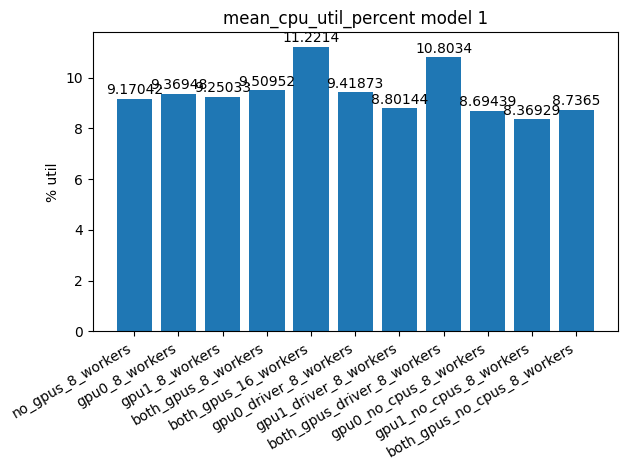 mean_cpu_util_percent model 1
% util
10
8
6
4
2
0
9.17042
9.36948
9.25033
9.50952
11.2214
9.41873
8.80144
10.8034
8.69439
8.36929
8.7365
no_gpus_8_workers
gpu0_8_workers
gpu1_8_workers
both_gpus_8_workers
both_gpus_16_workers
gpu0_driver_8_workers
gpu1_driver_8_workers
both_gpus_driver_8_workers
gpu0_no_cpus_8_workers
gpu1_no_cpus_8_workers
both_gpus_no_cpus_8_workers